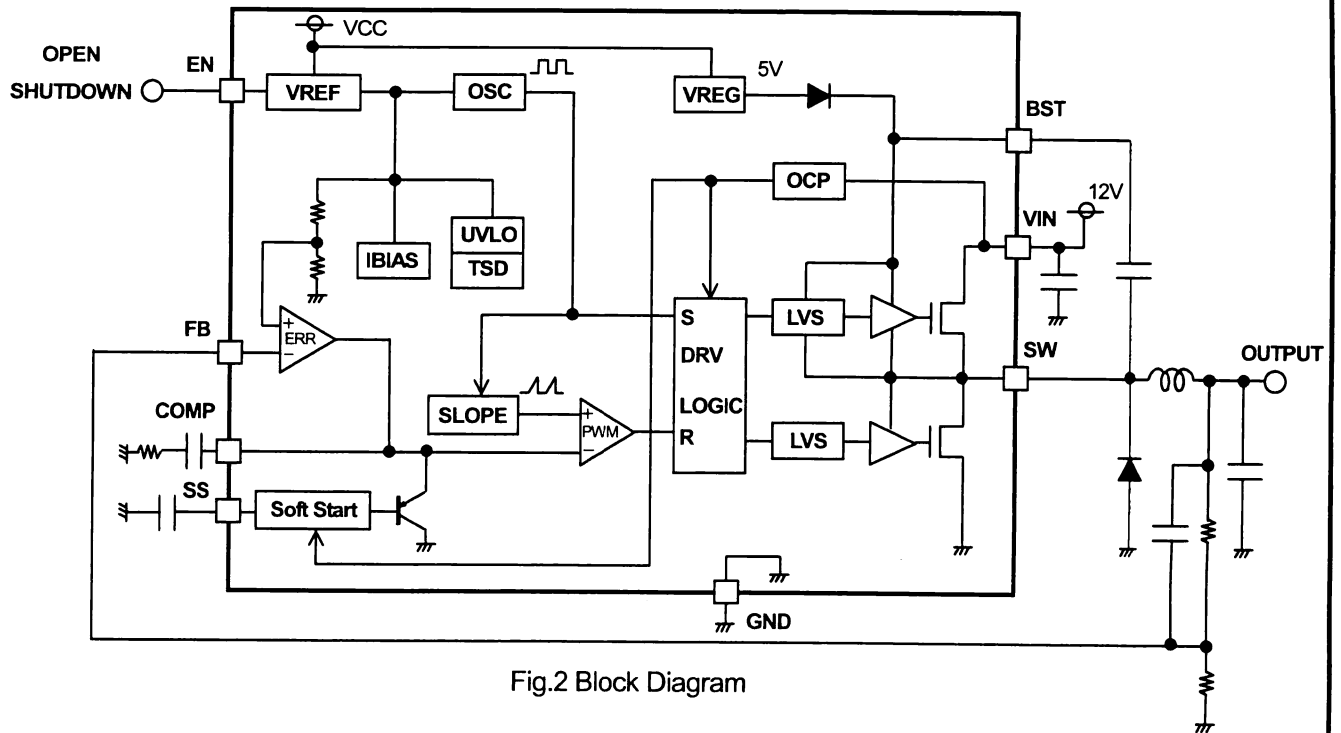 VCC
OPEN
SHUTDOWN
EN
VREF
OSC
VREG
5V
BST
OCP
12V
VIN
UVLO
TSD
IBIAS
FB
+
ERR
-
S
DRV
LOGIC
R
LVS
SW
OUTPUT
COMP
SLOPE
+
PWM
-
LVS
SS
Soft Start
GND
Fig.2 Block Diagram